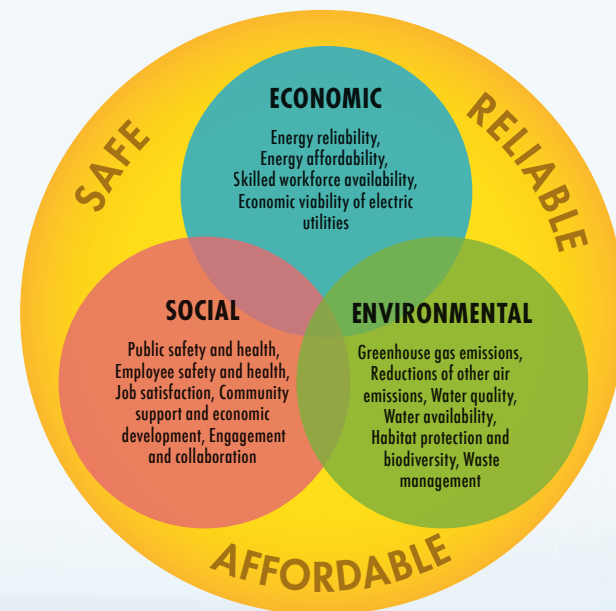 SAFE
RELIABLE
ECONOMIC
Energy reliability,
Energy affordability,
Skilled workforce availability,
Economic viability of electric
utilities
SOCIAL
Public safety and health,
Employee safety and health,
Job satisfaction, Community
support and economic
development, Engagement
and collaboration
ENVIRONMENTAL
Greenhouse gas emissions,
Reductions of other air
emissions, Water quality,
Water availability,
Habitat protection and
biodiversity, Waste
management
AFFORDABLE